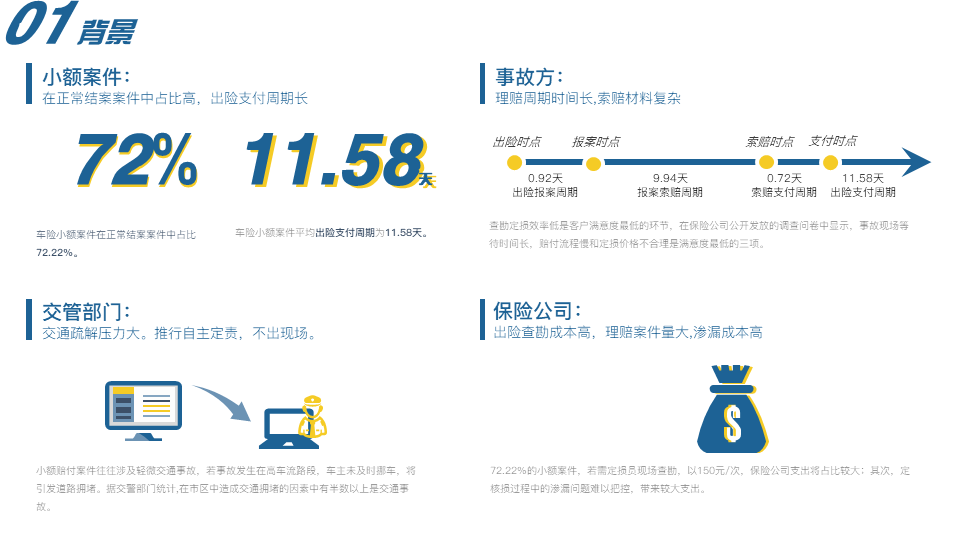 01 背景
小额案件：
在正常结案案件中占比高，出险支付周期长
72%
11.58天
车险小额案件在正常结案案件中占比
72.22%。
车险小额案件平均出险支付周期为11.58天。
事故方：
理赔周期时间长,索赔材料复杂
出险时点 报案时点 索赔时点 支付时点
0.92天 9.94天 0.72天 11.58天
出险报案周期 报案索赔周期 索赔支付周期 出险支付周期
查勘定损效率低是客户满意度最低的环节，在保险公司公开发放的调查问卷中显示，事故现场等
待时间长，赔付流程慢和定损价格不合理是满意度最低的三项。
交管部门：
交通疏解压力大。推行自主定责，不出现场。
小额赔付案件往往涉及轻微交通事故，若事故发生在高车流路段，车主未及时挪车，将
引发道路拥堵。据交警部门统计,在市区中造成交通拥堵的因素中有半数以上是交通事
故。
保险公司：
出险查勘成本高，理赔案件量大,渗漏成本高
$
72.22%的小额案件，若需定损员现场查勘，以150元/次，保险公司支出将占比较大；其次，定
核损过程中的渗漏问题难以把控，带来较大支出。